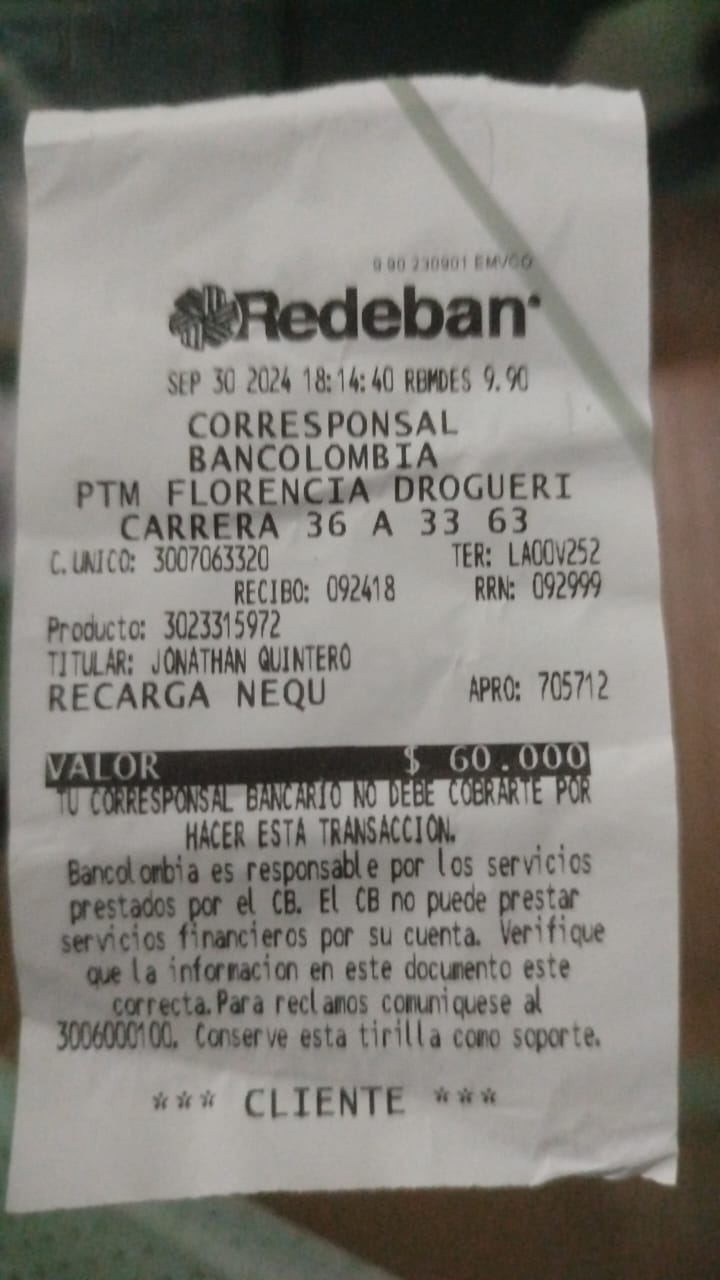 9.90 230901 EMVCO
Redeban
SEP 30 2024 18:14:40 RBMDES 9.90
CORRESPONSAL
BANCOLOMBIA
PTM FLORENCIA DROGUERI
CARRERA 36 A 33 63
C.UNICO: 3007063320 TER: LAOOV252
RECIBO: 092418 RRN: 092999
Producto: 3023315972
TITULAR: JONATHAN QUINTERO
RECARGA NEQU APRO: 705712
VALOR $ 60.000
TU CORRESPONSAL BANCARIO NO DEBE COBRARTE POR
HACER ESTA TRANSACCION.
Bancolombia es responsable por los servicios
prestados por el CB. El CB no puede prestar
servicios financieros por su cuenta. Verifique
que la informacion en este documento este
correcta.Para reclamos comuniquese al
3006000100. Conserve esta tirilla como soporte.
*** CLIENTE ***